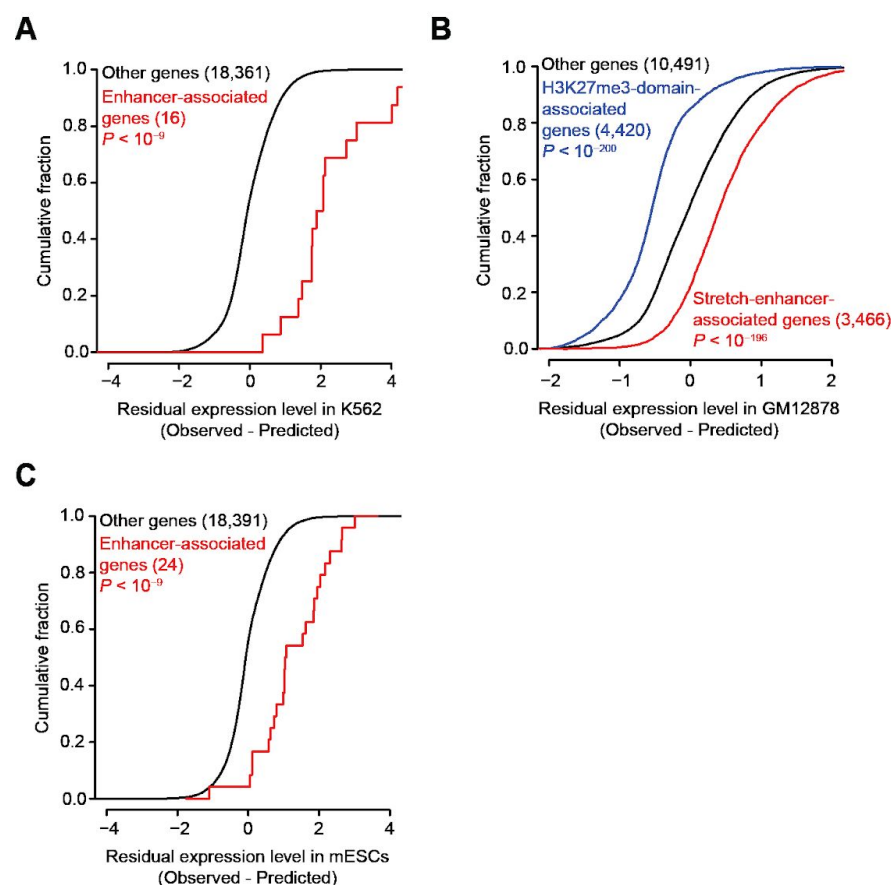 A
Other genes (18,361)
Enhancer-associated
genes (16)
P < 10⁻⁹
1.0
0.8
0.6
0.4
0.2
0.0
Cumulative fraction
−4
−2
0
2
4
Residual expression level in K562
(Observed - Predicted)
B
Other genes (10,491)
H3K27me3-domain-
associated
genes (4,420)
P < 10⁻²⁰⁰
Stretch-enhancer-
associated genes (3,466)
P < 10⁻¹⁹⁶
1.0
0.8
0.6
0.4
0.2
0.0
Cumulative fraction
−2
−1
0
1
2
Residual expression level in GM12878
(Observed - Predicted)
C
Other genes (18,391)
Enhancer-associated
genes (24)
P < 10⁻⁹
1.0
0.8
0.6
0.4
0.2
0.0
Cumulative fraction
−4
−2
0
2
4
Residual expression level in mESCs
(Observed - Predicted)